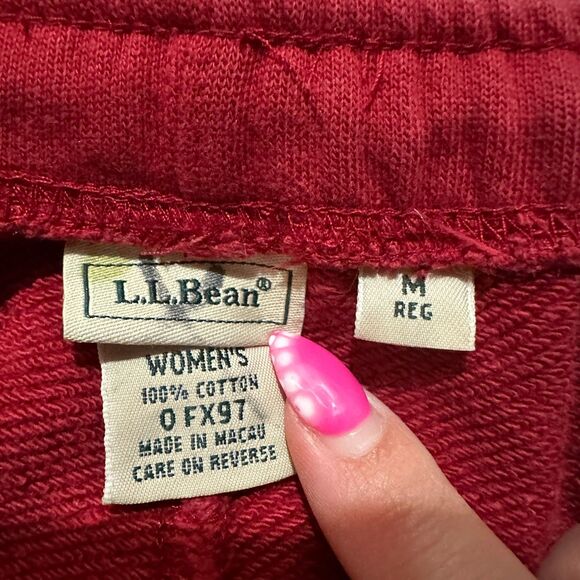 L.L.Bean®
M
REG
WOMEN'S
100% COTTON
0 FX97
MADE IN MACAU
CARE ON REVERSE